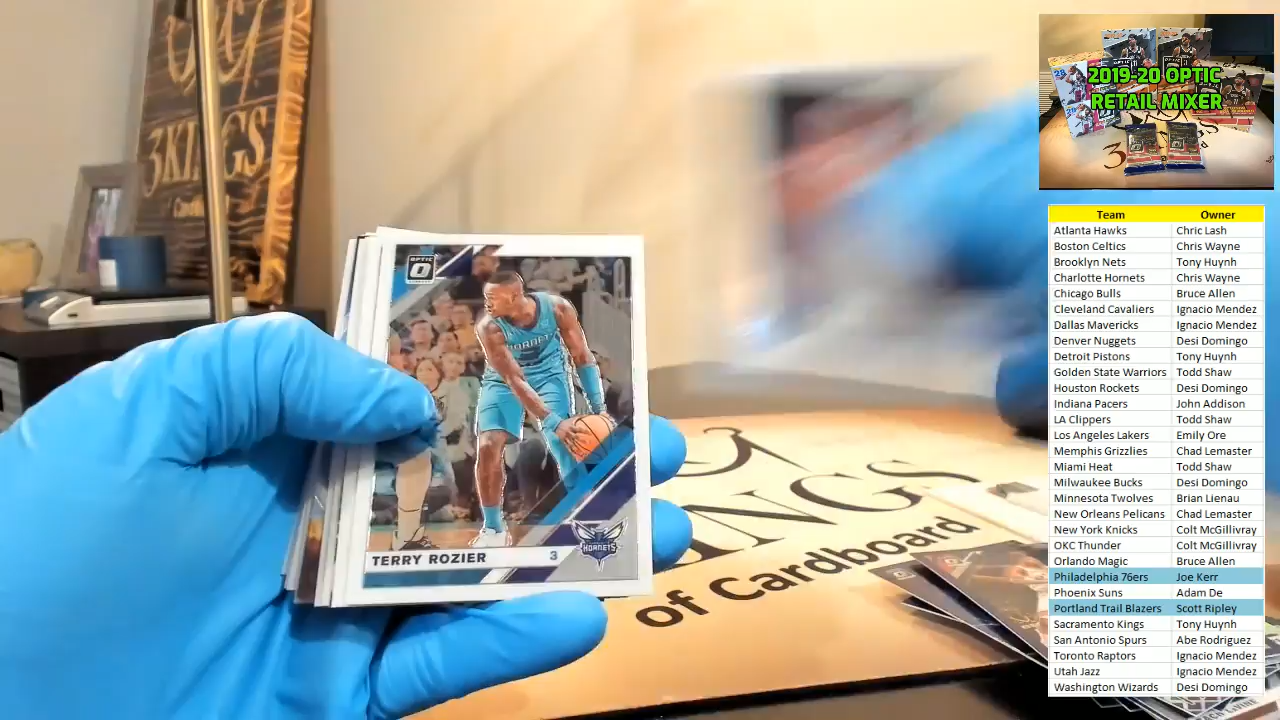 3KINGS
2019-20 OPTIC
RETAIL MIXER
Team Owner
Atlanta Hawks Chric Lash
Boston Celtics Chris Wayne
Brooklyn Nets Tony Huynh
Charlotte Hornets Chris Wayne
Chicago Bulls Bruce Allen
Cleveland Cavaliers Ignacio Mendez
Dallas Mavericks Ignacio Mendez
Denver Nuggets Desi Domingo
Detroit Pistons Tony Huynh
Golden State Warriors Todd Shaw
Houston Rockets Desi Domingo
Indiana Pacers John Addison
LA Clippers Todd Shaw
Los Angeles Lakers Emily Ore
Memphis Grizzlies Chad Lemaster
Miami Heat Todd Shaw
Milwaukee Bucks Desi Domingo
Minnesota Twolves Brian Lienau
New Orleans Pelicans Chad Lemaster
New York Knicks Colt McGillivray
OKC Thunder Colt McGillivray
Orlando Magic Bruce Allen
Philadelphia 76ers Joe Kerr
Phoenix Suns Adam De
Portland Trail Blazers Scott Ripley
Sacramento Kings Tony Huynh
San Antonio Spurs Abe Rodriguez
Toronto Raptors Ignacio Mendez
Utah Jazz Ignacio Mendez
Washington Wizards Desi Domingo
OPTIC
HORNETS
TERRY ROZIER 3
INGS
of Cardboard